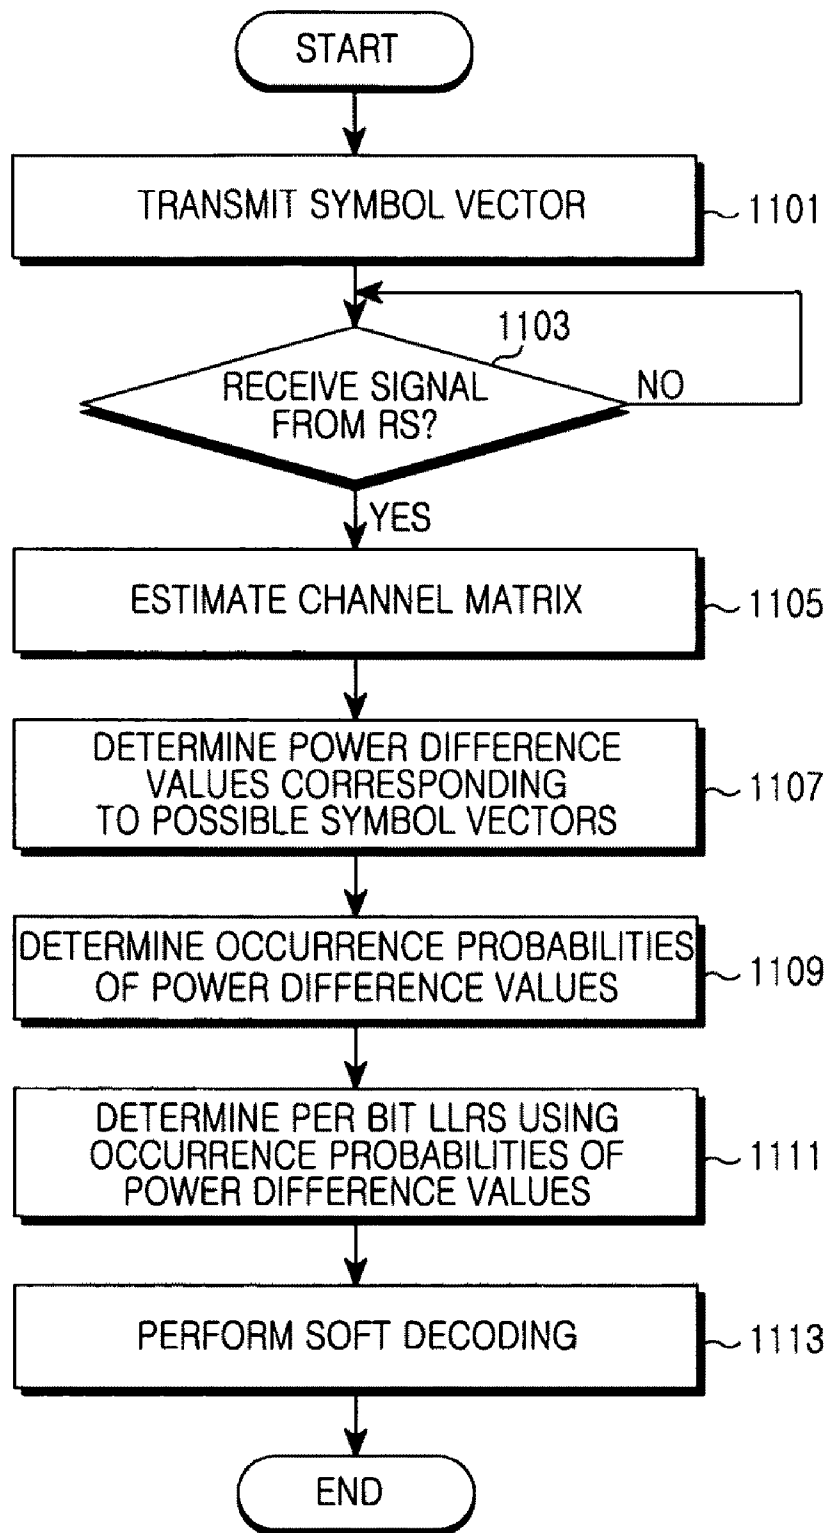 START
TRANSMIT SYMBOL VECTOR
1101
1103
RECEIVE SIGNAL
FROM RS?
NO
YES
ESTIMATE CHANNEL MATRIX
1105
DETERMINE POWER DIFFERENCE
VALUES CORRESPONDING
TO POSSIBLE SYMBOL VECTORS
1107
DETERMINE OCCURRENCE PROBABILITIES
OF POWER DIFFERENCE VALUES
1109
DETERMINE PER BIT LLRS USING
OCCURRENCE PROBABILITIES OF
POWER DIFFERENCE VALUES
1111
PERFORM SOFT DECODING
1113
END